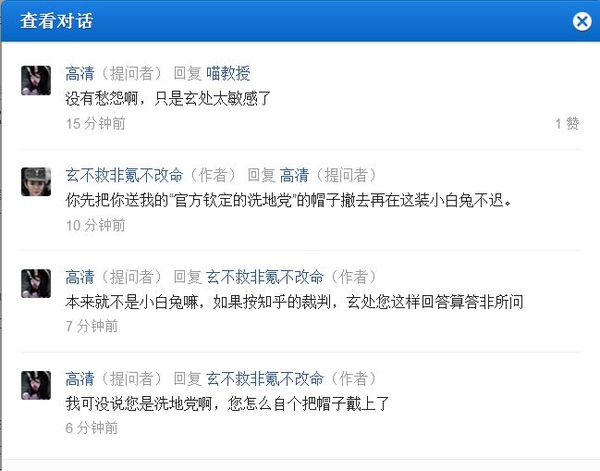 查看对话
高清（提问者） 回复 喵教授
没有愁怨啊，只是玄处太敏感了
15 分钟前 1 赞
玄不救非氪不改命（作者） 回复 高清（提问者）
你先把你送我的“官方钦定的洗地党”的帽子撤去再在这装小白兔不迟。
10 分钟前
高清（提问者） 回复 玄不救非氪不改命（作者）
本来就不是小白兔嘛，如果按知乎的裁判，玄处您这样回答算答非所问
7 分钟前
高清（提问者） 回复 玄不救非氪不改命（作者）
我可没说您是洗地党啊，您怎么自个把帽子戴上了
6 分钟前